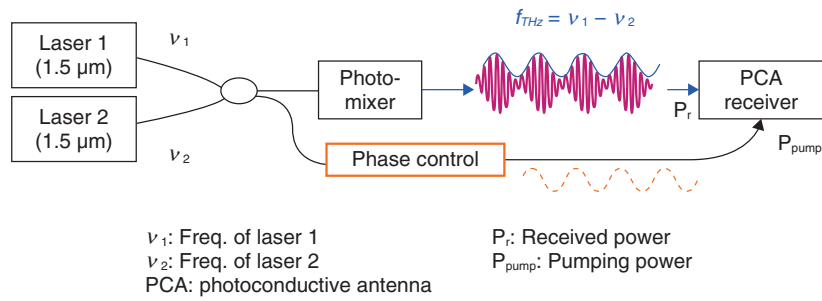 Laser 1
(1.5 μm)
Laser 2
(1.5 μm)
ν1
ν2
Photo-
mixer
fTHz = ν1 − ν2
Pr
PCA
receiver
Ppump
Phase control
ν1: Freq. of laser 1
ν2: Freq. of laser 2
PCA: photoconductive antenna
Pr: Received power
Ppump: Pumping power